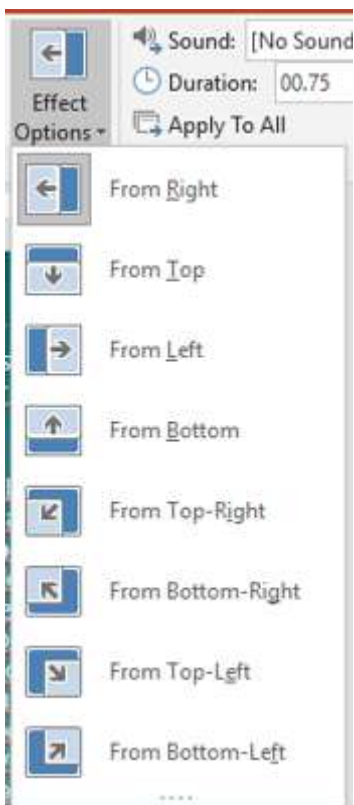 Effect
Options
Sound: [No Sound
Duration: 00.75
Apply To All
From Right
From Top
From Left
From Bottom
From Top-Right
From Bottom-Right
From Top-Left
From Bottom-Left